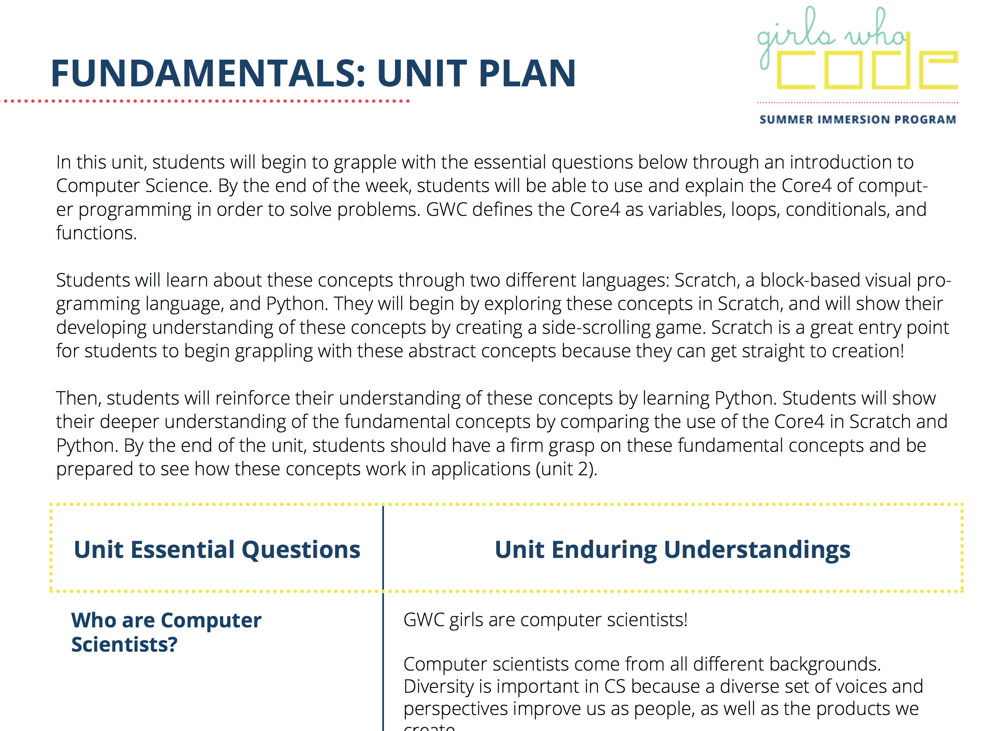 girls who
code
FUNDAMENTALS: UNIT PLAN
SUMMER IMMERSION PROGRAM
In this unit, students will begin to grapple with the essential questions below through an introduction to
Computer Science. By the end of the week, students will be able to use and explain the Core4 of comput-
er programming in order to solve problems. GWC defines the Core4 as variables, loops, conditionals, and
functions.
Students will learn about these concepts through two different languages: Scratch, a block-based visual pro-
gramming language, and Python. They will begin by exploring these concepts in Scratch, and will show their
developing understanding of these concepts by creating a side-scrolling game. Scratch is a great entry point
for students to begin grappling with these abstract concepts because they can get straight to creation!
Then, students will reinforce their understanding of these concepts by learning Python. Students will show
their deeper understanding of the fundamental concepts by comparing the use of the Core4 in Scratch and
Python. By the end of the unit, students should have a firm grasp on these fundamental concepts and be
prepared to see how these concepts work in applications (unit 2).
Unit Essential Questions
Unit Enduring Understandings
Who are Computer
Scientists?
GWC girls are computer scientists!
Computer scientists come from all different backgrounds.
Diversity is important in CS because a diverse set of voices and
perspectives improve us as people, as well as the products we
create.